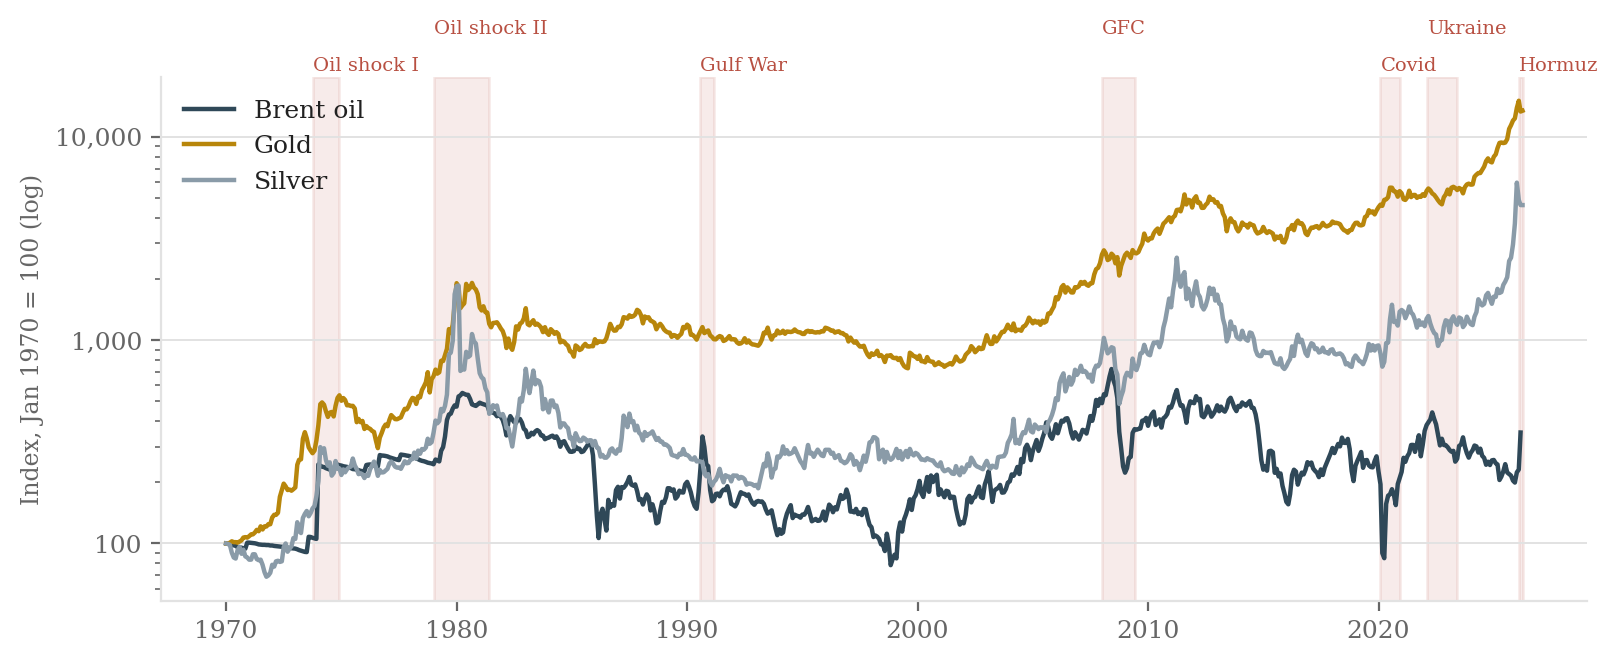 Oil shock II
GFC
Ukraine
Oil shock I
Gulf War
Covid
Hormuz
Brent oil
Gold
Silver
10,000
1,000
100
Index, Jan 1970 = 100 (log)
1970
1980
1990
2000
2010
2020